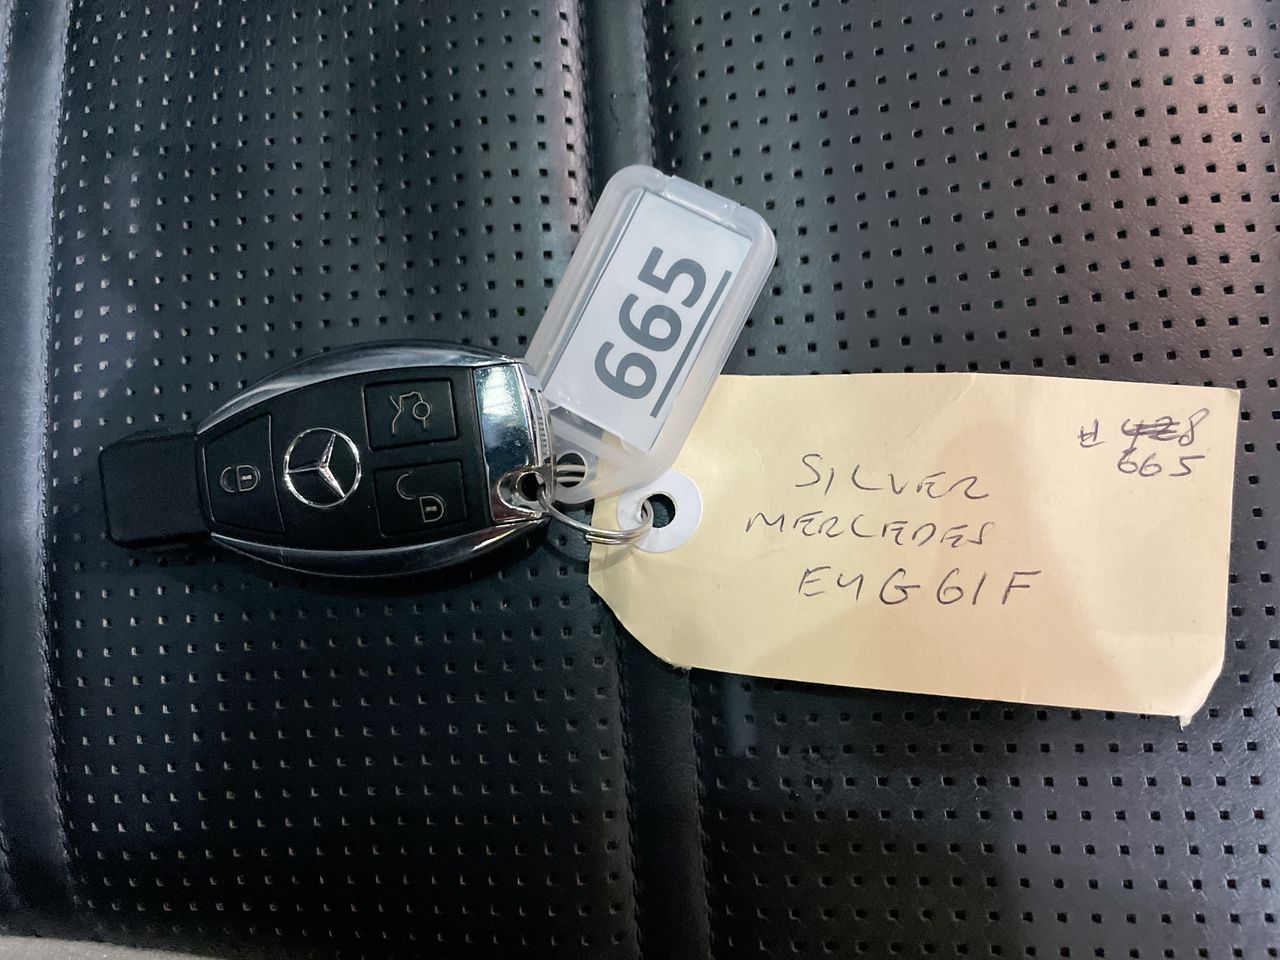 665
# 428
665
SILVER
MERCEDES
EYG61F